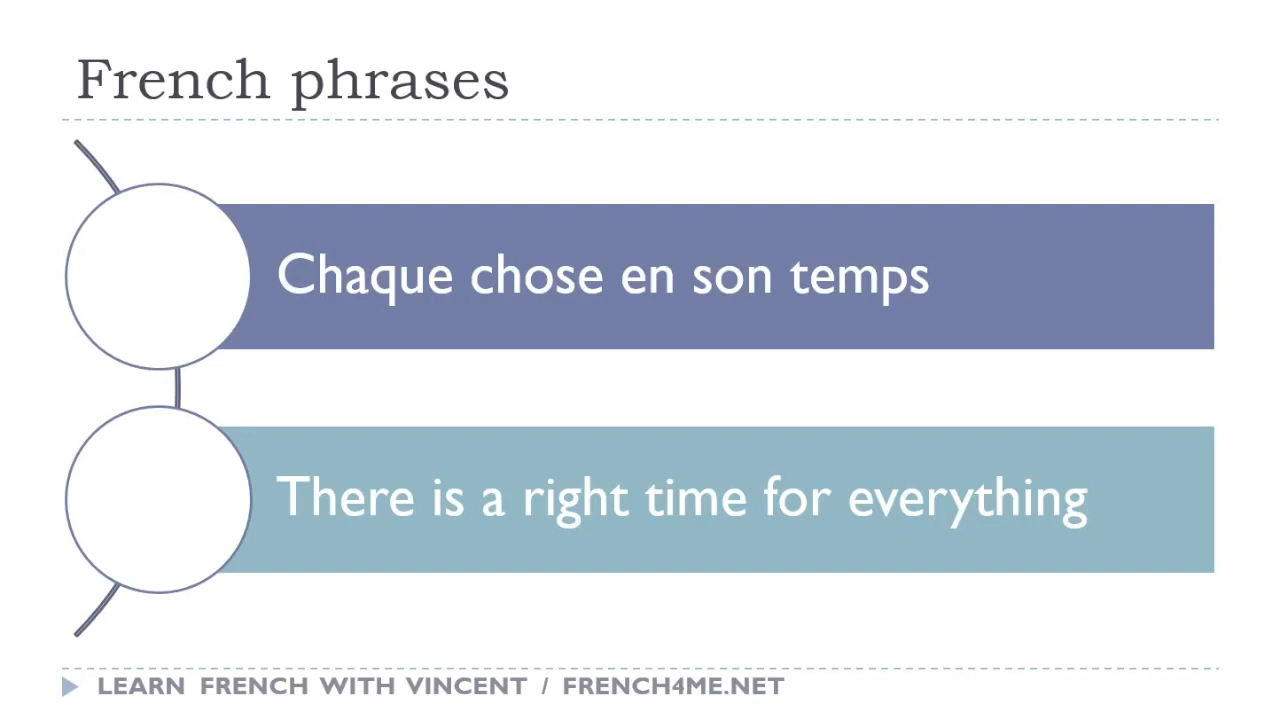 French phrases
Chaque chose en son temps
There is a right time for everything
LEARN FRENCH WITH VINCENT / FRENCH4ME.NET